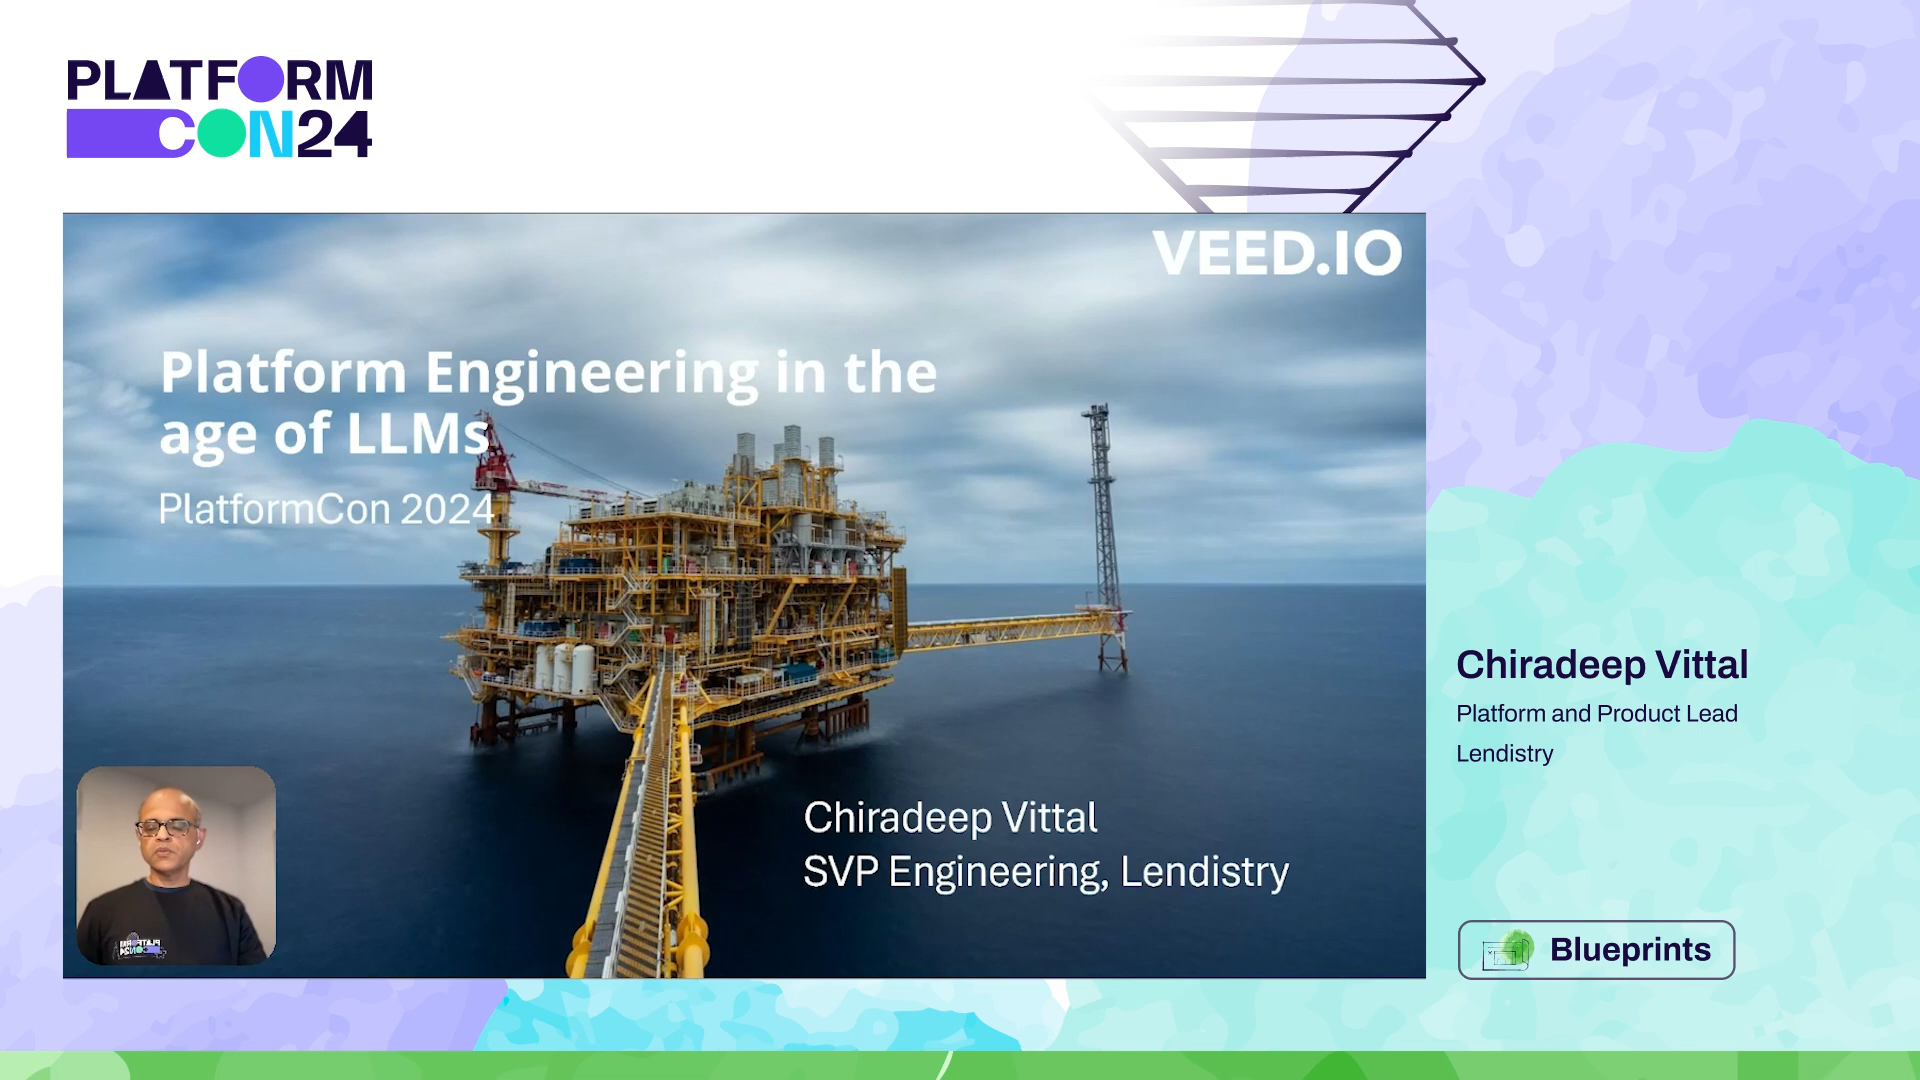 PLATFORM
CON24
VEED.IO
Platform Engineering in the
age of LLMs
PlatformCon 2024
Chiradeep Vittal
SVP Engineering, Lendistry
Chiradeep Vittal
Platform and Product Lead
Lendistry
Blueprints